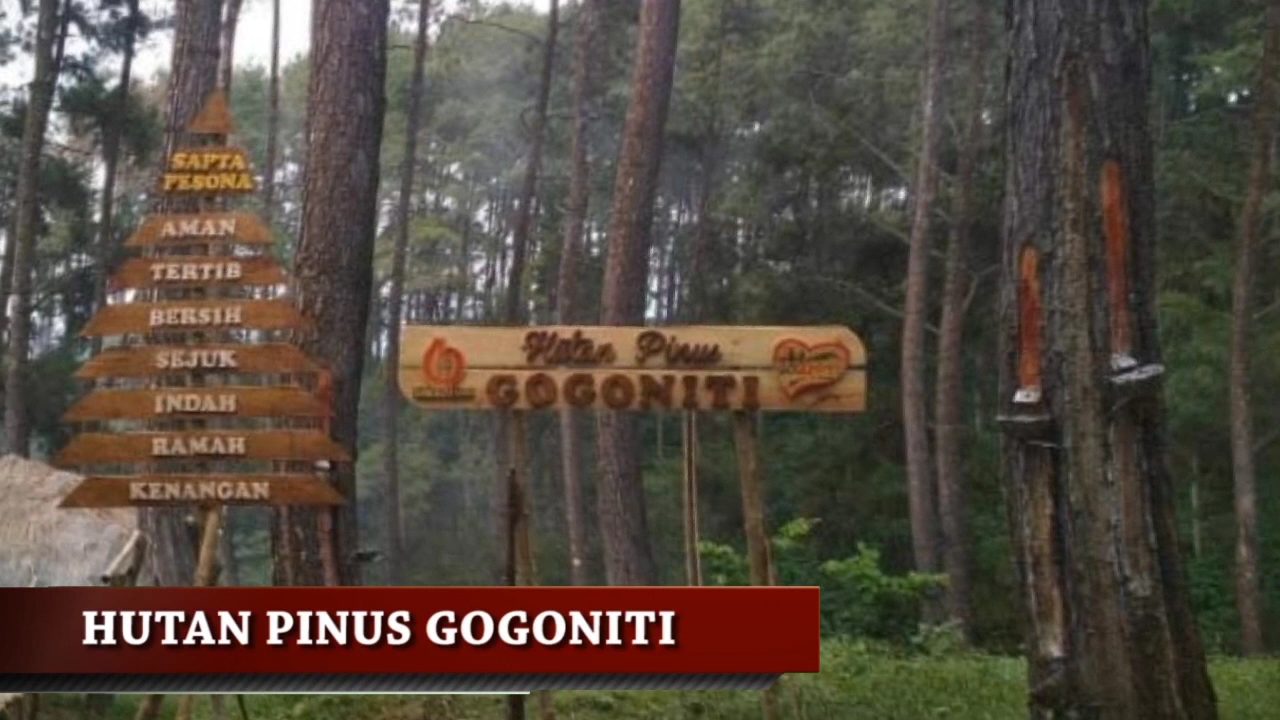 SAPTA
PESONA
AMAN
TERTIB
BERSIH
SEJUK
INDAH
RAMAH
KENANGAN
Hutan Pinus
GOGONITI
HUTAN PINUS GOGONITI